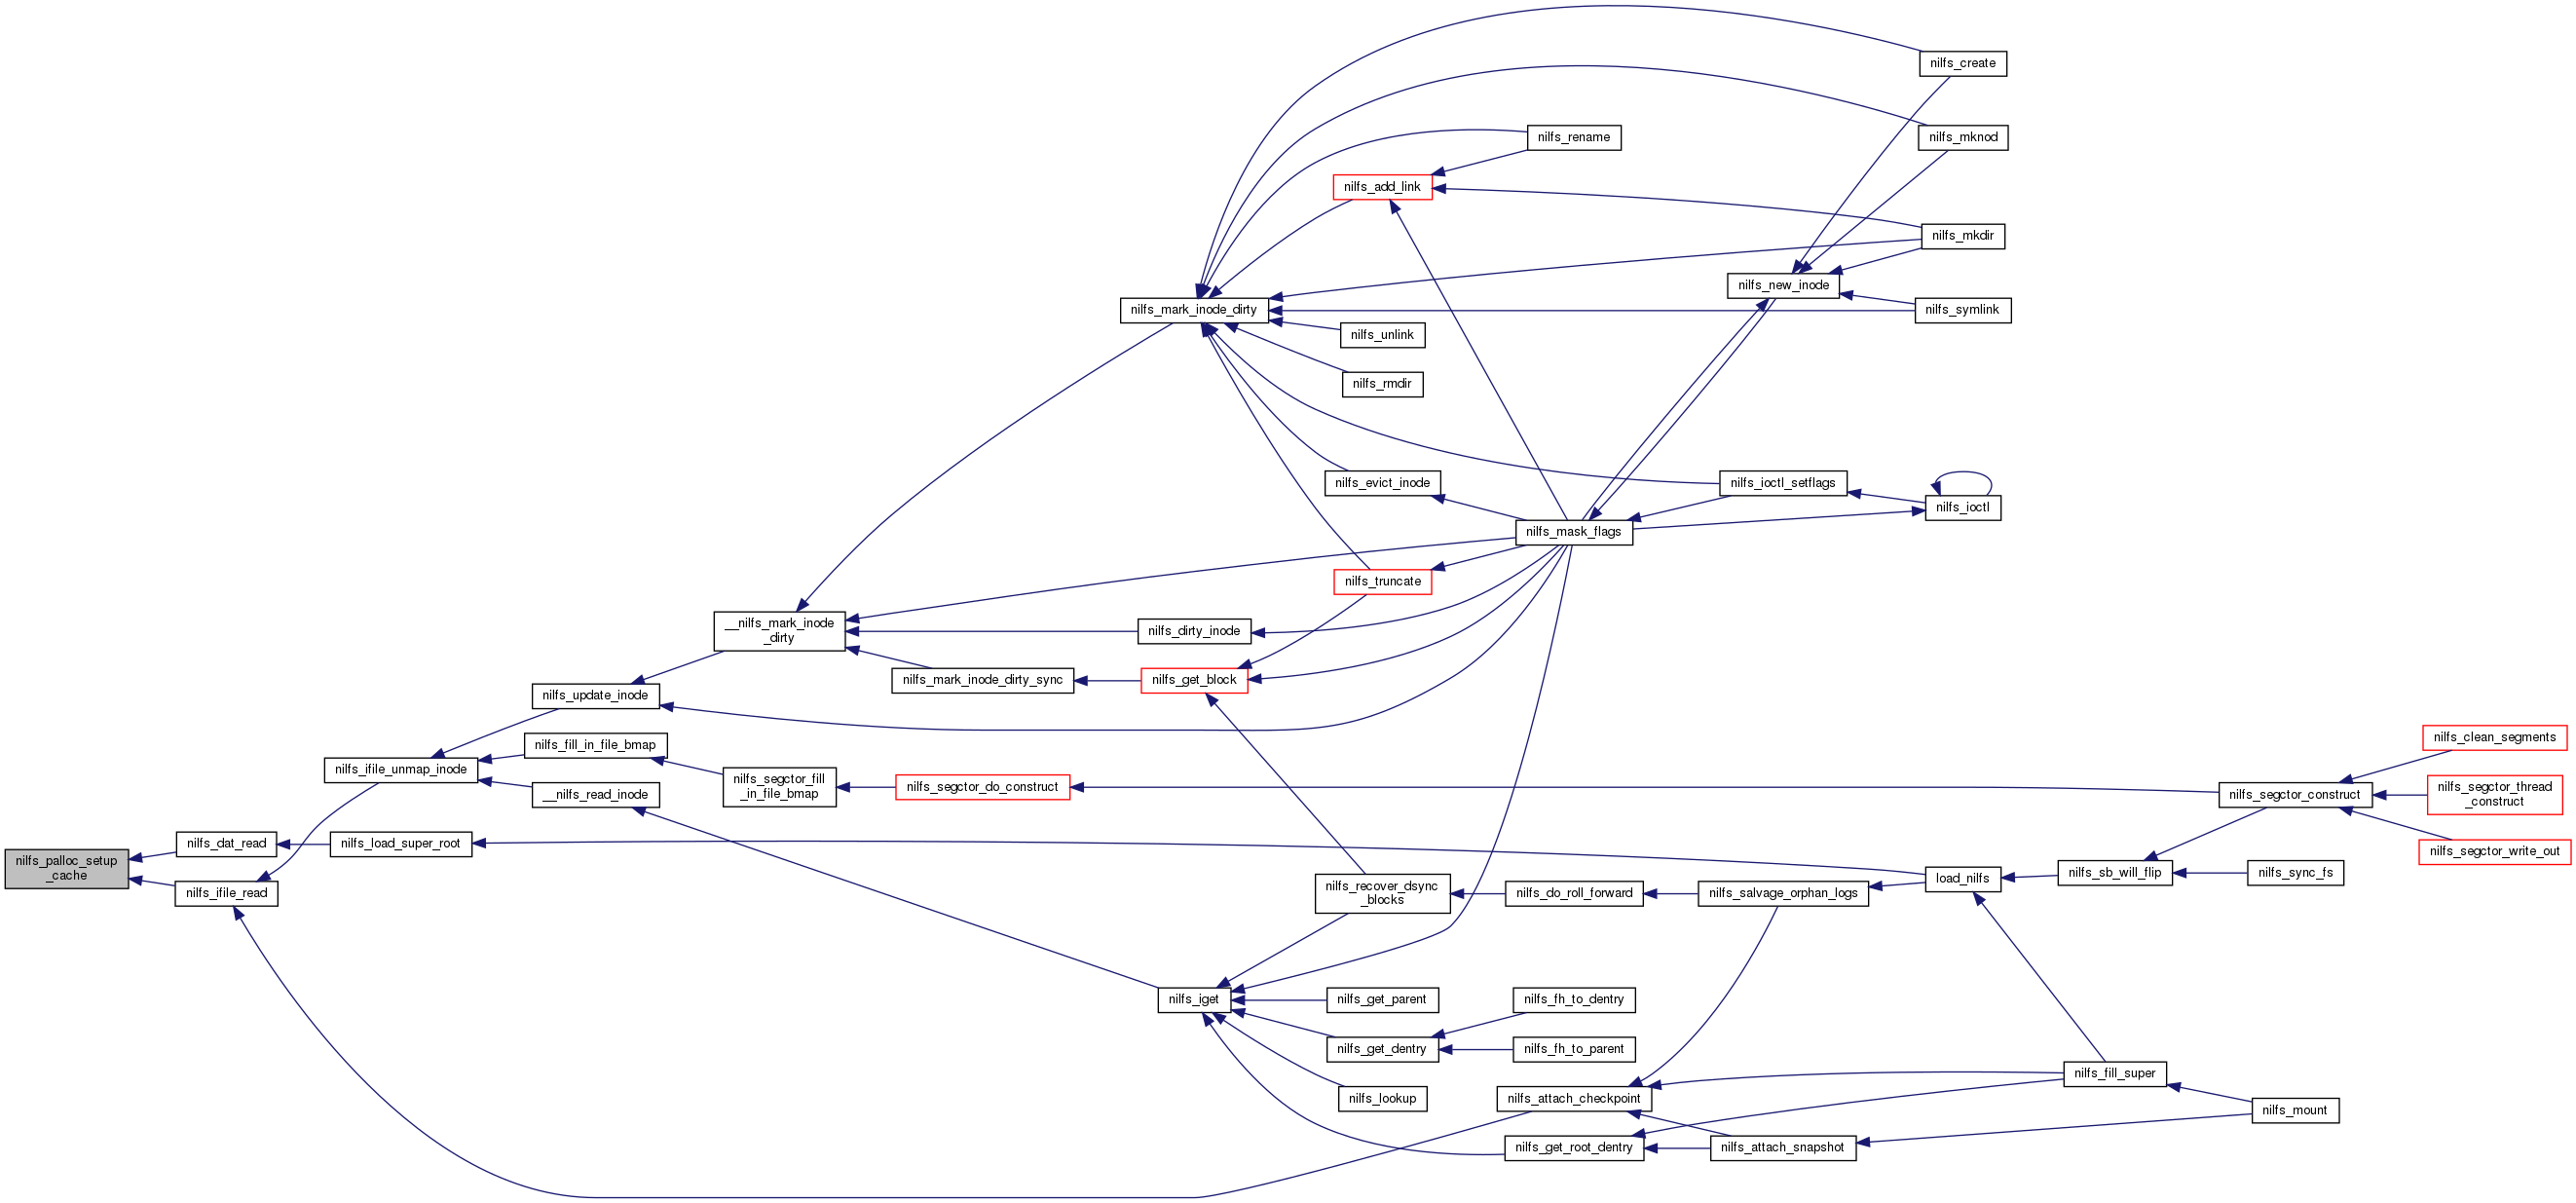 nilfs_create
nilfs_mknod
nilfs_rename
nilfs_add_link
nilfs_mkdir
nilfs_new_inode
nilfs_mark_inode_dirty
nilfs_symlink
nilfs_unlink
nilfs_rmdir
nilfs_evict_inode
nilfs_ioctl_setflags
nilfs_ioctl
nilfs_mask_flags
nilfs_truncate
__nilfs_mark_inode
_dirty
nilfs_dirty_inode
nilfs_mark_inode_dirty_sync
nilfs_get_block
nilfs_update_inode
nilfs_fill_in_file_bmap
nilfs_ifile_unmap_inode
nilfs_segctor_fill
_in_file_bmap
nilfs_segctor_do_construct
__nilfs_read_inode
nilfs_clean_segments
nilfs_segctor_construct
nilfs_segctor_thread
_construct
nilfs_segctor_write_out
nilfs_dat_read
nilfs_load_super_root
nilfs_palloc_setup
_cache
nilfs_ifile_read
nilfs_recover_dsync
_blocks
nilfs_do_roll_forward
nilfs_salvage_orphan_logs
load_nilfs
nilfs_sb_will_flip
nilfs_sync_fs
nilfs_iget
nilfs_get_parent
nilfs_fh_to_dentry
nilfs_get_dentry
nilfs_fh_to_parent
nilfs_lookup
nilfs_attach_checkpoint
nilfs_fill_super
nilfs_mount
nilfs_get_root_dentry
nilfs_attach_snapshot